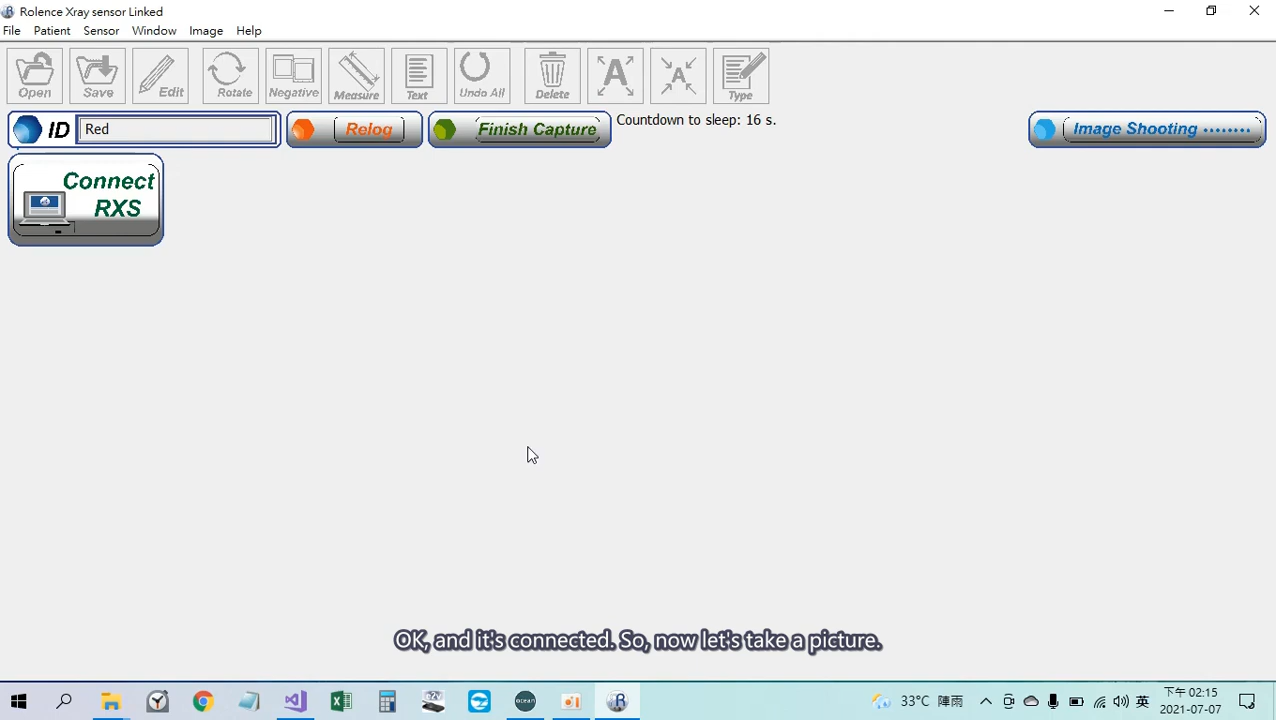 Rolence Xray sensor Linked
File Patient Sensor Window Image Help
Open Save Edit Rotate Negative Measure Text Undo All Delete A A Type
ID Red Relog Finish Capture Countdown to sleep: 16 s. Image Shooting ········
Connect
RXS
OK, and it's connected. So, now let's take a picture.
ocean 33°C 陣雨 英 下午 02:15
2021-07-07